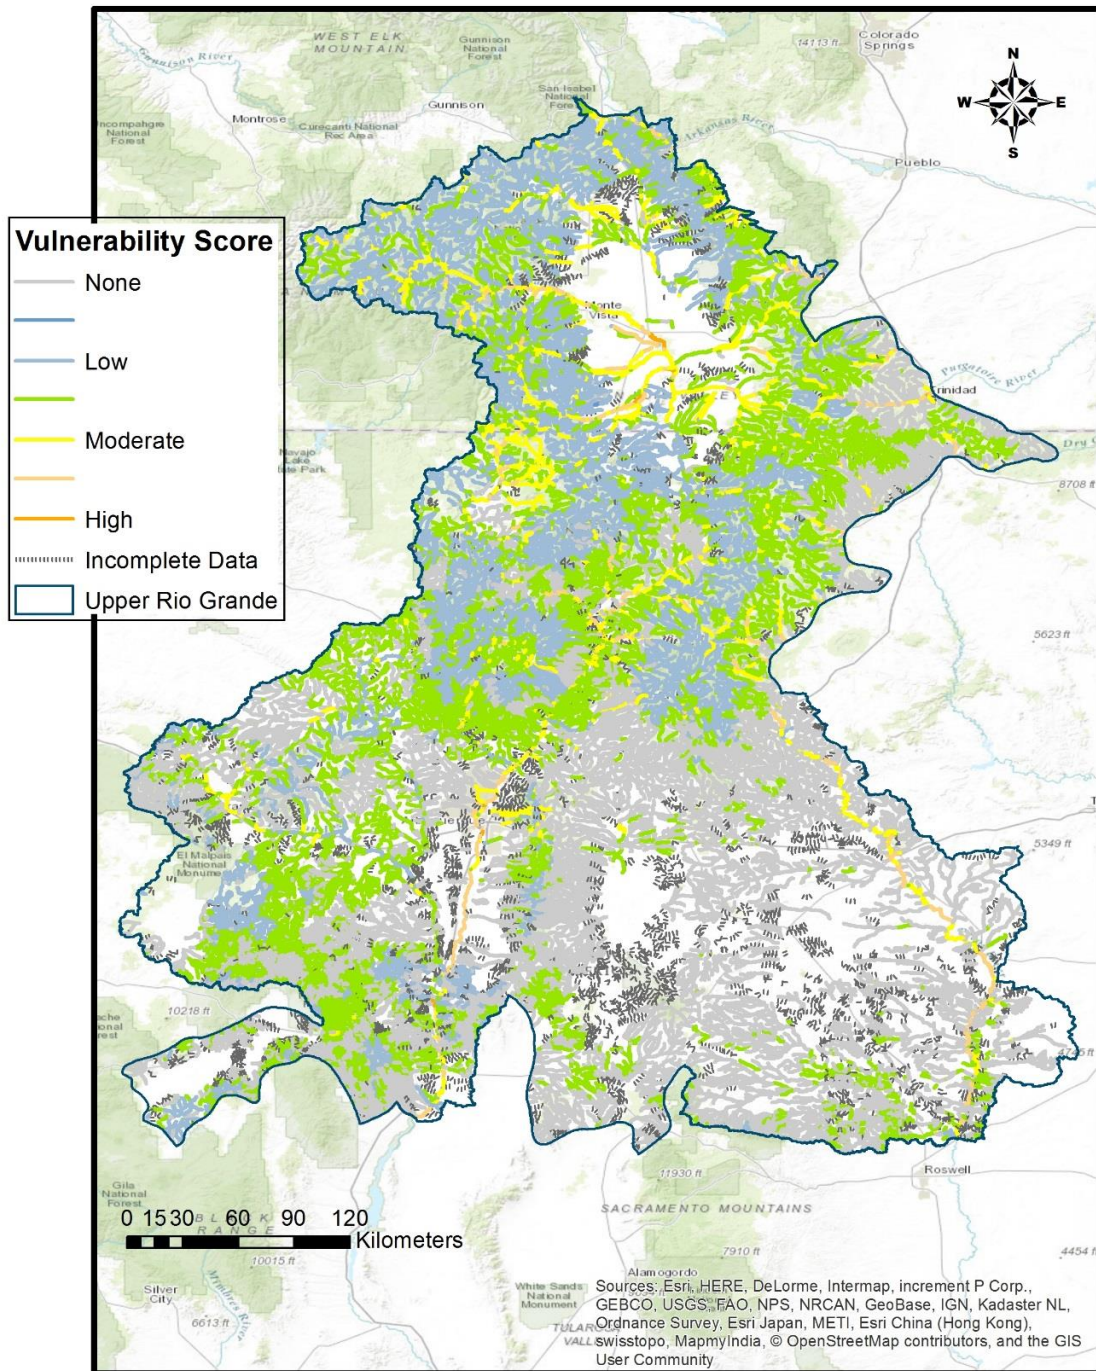 WEST ELK
MOUNTAIN
Gunnison
National
Forest
14113 ft
Colorado
Springs
Gunnison River
San Isabel
National
N
W
E
S
Gunnison
Montrose
Uncompahgre
National
Forest
Curecanti National
Rec Area
Arkansas River
Pueblo
Vulnerability Score
None
Low
Moderate
High
Incomplete Data
Upper Rio Grande
Monte
Vista
Purgatoire
River
Trinidad
Navajo
Lake
8708 ft
5623 ft
El Malpais
National
5349 ft
10218 ft
4745 ft
Gila
National
Forest
11930 ft
Roswell
SACRAMENTO MOUNTAINS
0 15 30 60 90 120
Kilometers
RANGE
10015 ft
7910 ft
4454 ft
Silver
City
Mimbres River
6613 ft
Alamogordo
White Sands
National
Monument
Sources: Esri, HERE, DeLorme, Intermap, increment P Corp.,
GEBCO, USGS, FAO, NPS, NRCAN, GeoBase, IGN, Kadaster NL,
Ordnance Survey, Esri Japan, METI, Esri China (Hong Kong),
swisstopo, MapmyIndia, © OpenStreetMap contributors, and the GIS
User Community